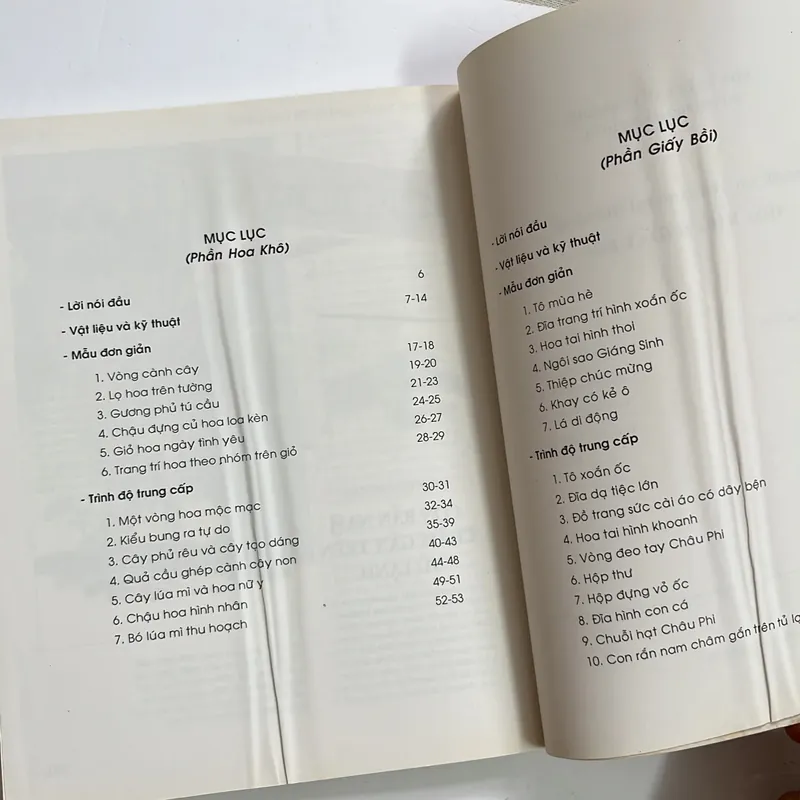 MỤC LỤC
(Phần Hoa Khô)
- Lời nói đầu 6
- Vật liệu và kỹ thuật 7-14
- Mẫu đơn giản
1. Vòng cành cây 17-18
2. Lọ hoa trên tường 19-20
3. Gương phủ tú cầu 21-23
4. Chậu đựng củ hoa loa kèn 24-25
5. Giỏ hoa ngày tình yêu 26-27
6. Trang trí hoa theo nhóm trên giỏ 28-29
- Trình độ trung cấp
1. Một vòng hoa mộc mạc 30-31
2. Kiểu bung ra tự do 32-34
3. Cây phủ rêu và cây tạo dáng 35-39
4. Quả cầu ghép cành cây non 40-43
5. Cây lúa mì và hoa nữ y 44-48
6. Chậu hoa hình nhân 49-51
7. Bó lúa mì thu hoạch 52-53
MỤC LỤC
(Phần Giấy Bồi)
- Lời nói đầu
- Vật liệu và kỹ thuật
- Mẫu đơn giản
1. Tô mùa hè
2. Đĩa trang trí hình xoắn ốc
3. Hoa tai hình thoi
4. Ngôi sao Giáng Sinh
5. Thiệp chúc mừng
6. Khay có kẻ ô
7. Lá di động
- Trình độ trung cấp
1. Tô xoắn ốc
2. Đĩa dạ tiệc lớn
3. Đồ trang sức cài áo có dây bện
4. Hoa tai hình khoanh
5. Vòng đeo tay Châu Phi
6. Hộp thư
7. Hộp đựng vỏ ốc
8. Đĩa hình con cá
9. Chuỗi hạt Châu Phi
10. Con rắn nam châm gắn trên tủ lạ